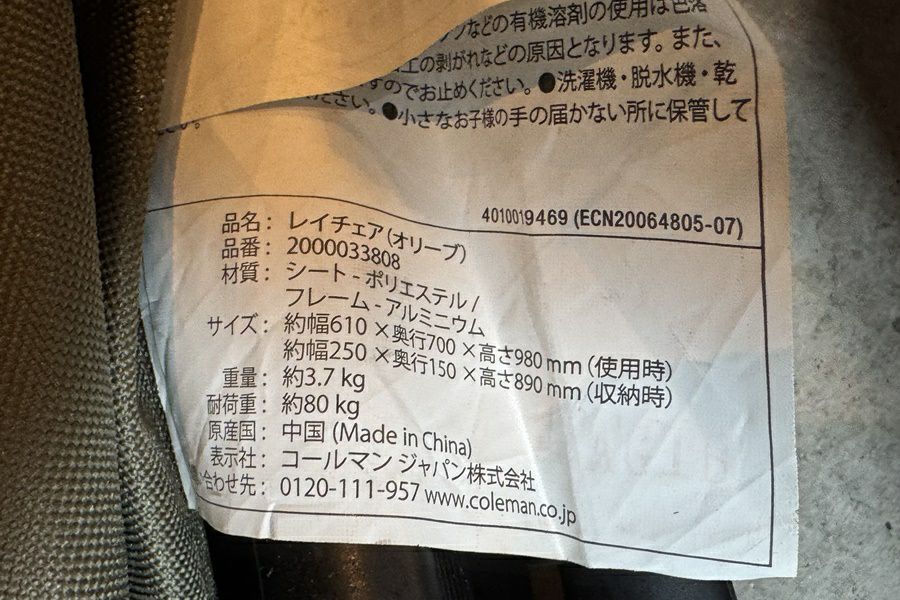 などの有機溶剤の使用は色落
工の剥がれなどの原因となります。また、
すのでお止めください。●洗濯機・脱水機・乾
ださい。●小さなお子様の手の届かない所に保管して
さい。
4010019469 (ECN20064805-07)
品名： レイチェア（オリーブ）
品番： 2000033808
材質： シート - ポリエステル /
フレーム - アルミニウム
サイズ： 約幅610 × 奥行700 × 高さ980 mm（使用時）
約幅250 × 奥行150 × 高さ890 mm（収納時）
重量： 約3.7 kg
耐荷重： 約80 kg
原産国： 中国 (Made in China)
表示社： コールマン ジャパン株式会社
合わせ先： 0120-111-957 www.coleman.co.jp